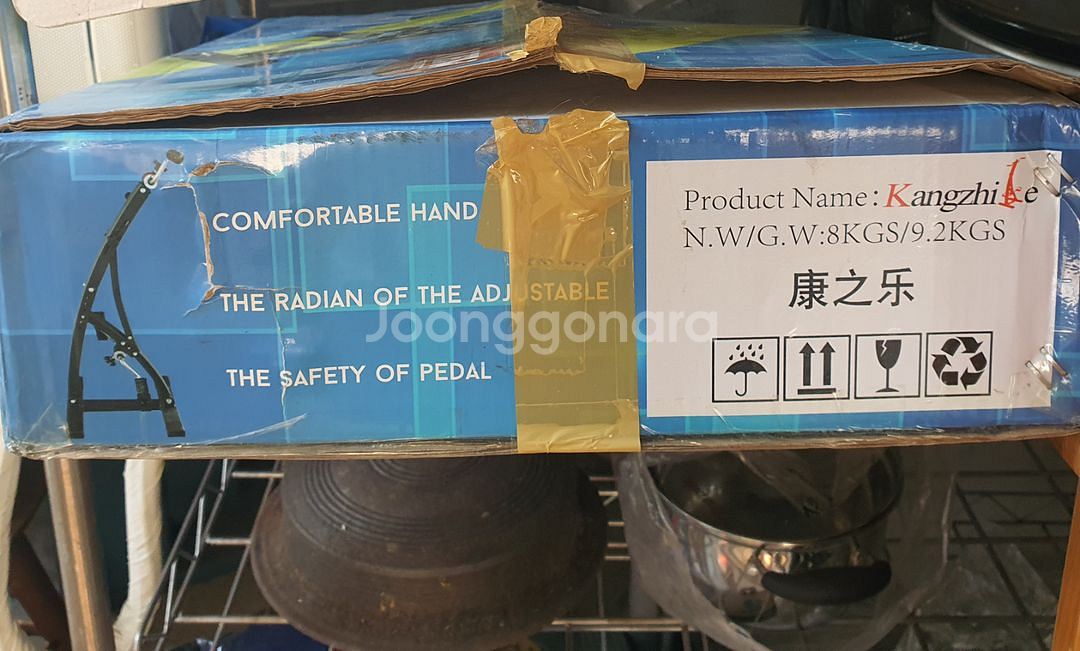 COMFORTABLE HAND
THE RADIAN OF THE ADJUSTABLE
THE SAFETY OF PEDAL
Product Name: Kangzhile
N.W/G.W:8KGS/9.2KGS
康之乐
Joonggonara